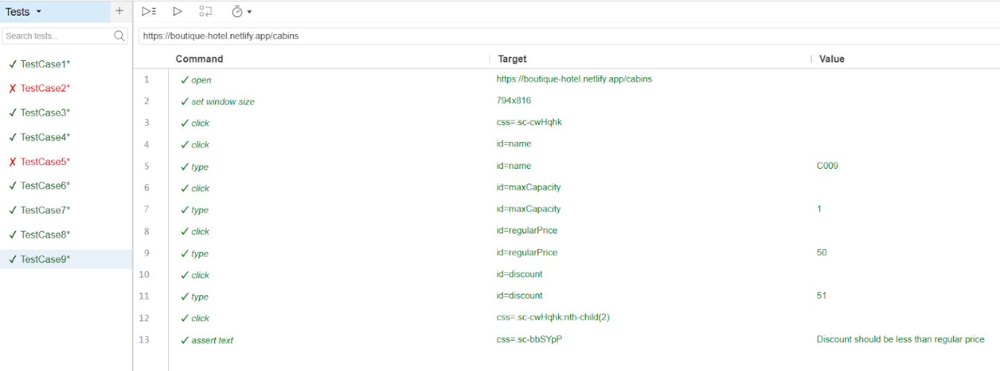 Tests
Search tests...
TestCase1*
TestCase2*
TestCase3*
TestCase4*
TestCase5*
TestCase6*
TestCase7*
TestCase8*
TestCase9*
https://boutique-hotel.netlify.app/cabins
Command Target Value
1 open https://boutique-hotel.netlify.app/cabins
2 set window size 794x816
3 click css=.sc-cwHqhk
4 click id=name
5 type id=name C009
6 click id=maxCapacity
7 type id=maxCapacity 1
8 click id=regularPrice
9 type id=regularPrice 50
10 click id=discount
11 type id=discount 51
12 click css=.sc-cwHqhk:nth-child(2)
13 assert text css=.sc-bbSYpP Discount should be less than regular price